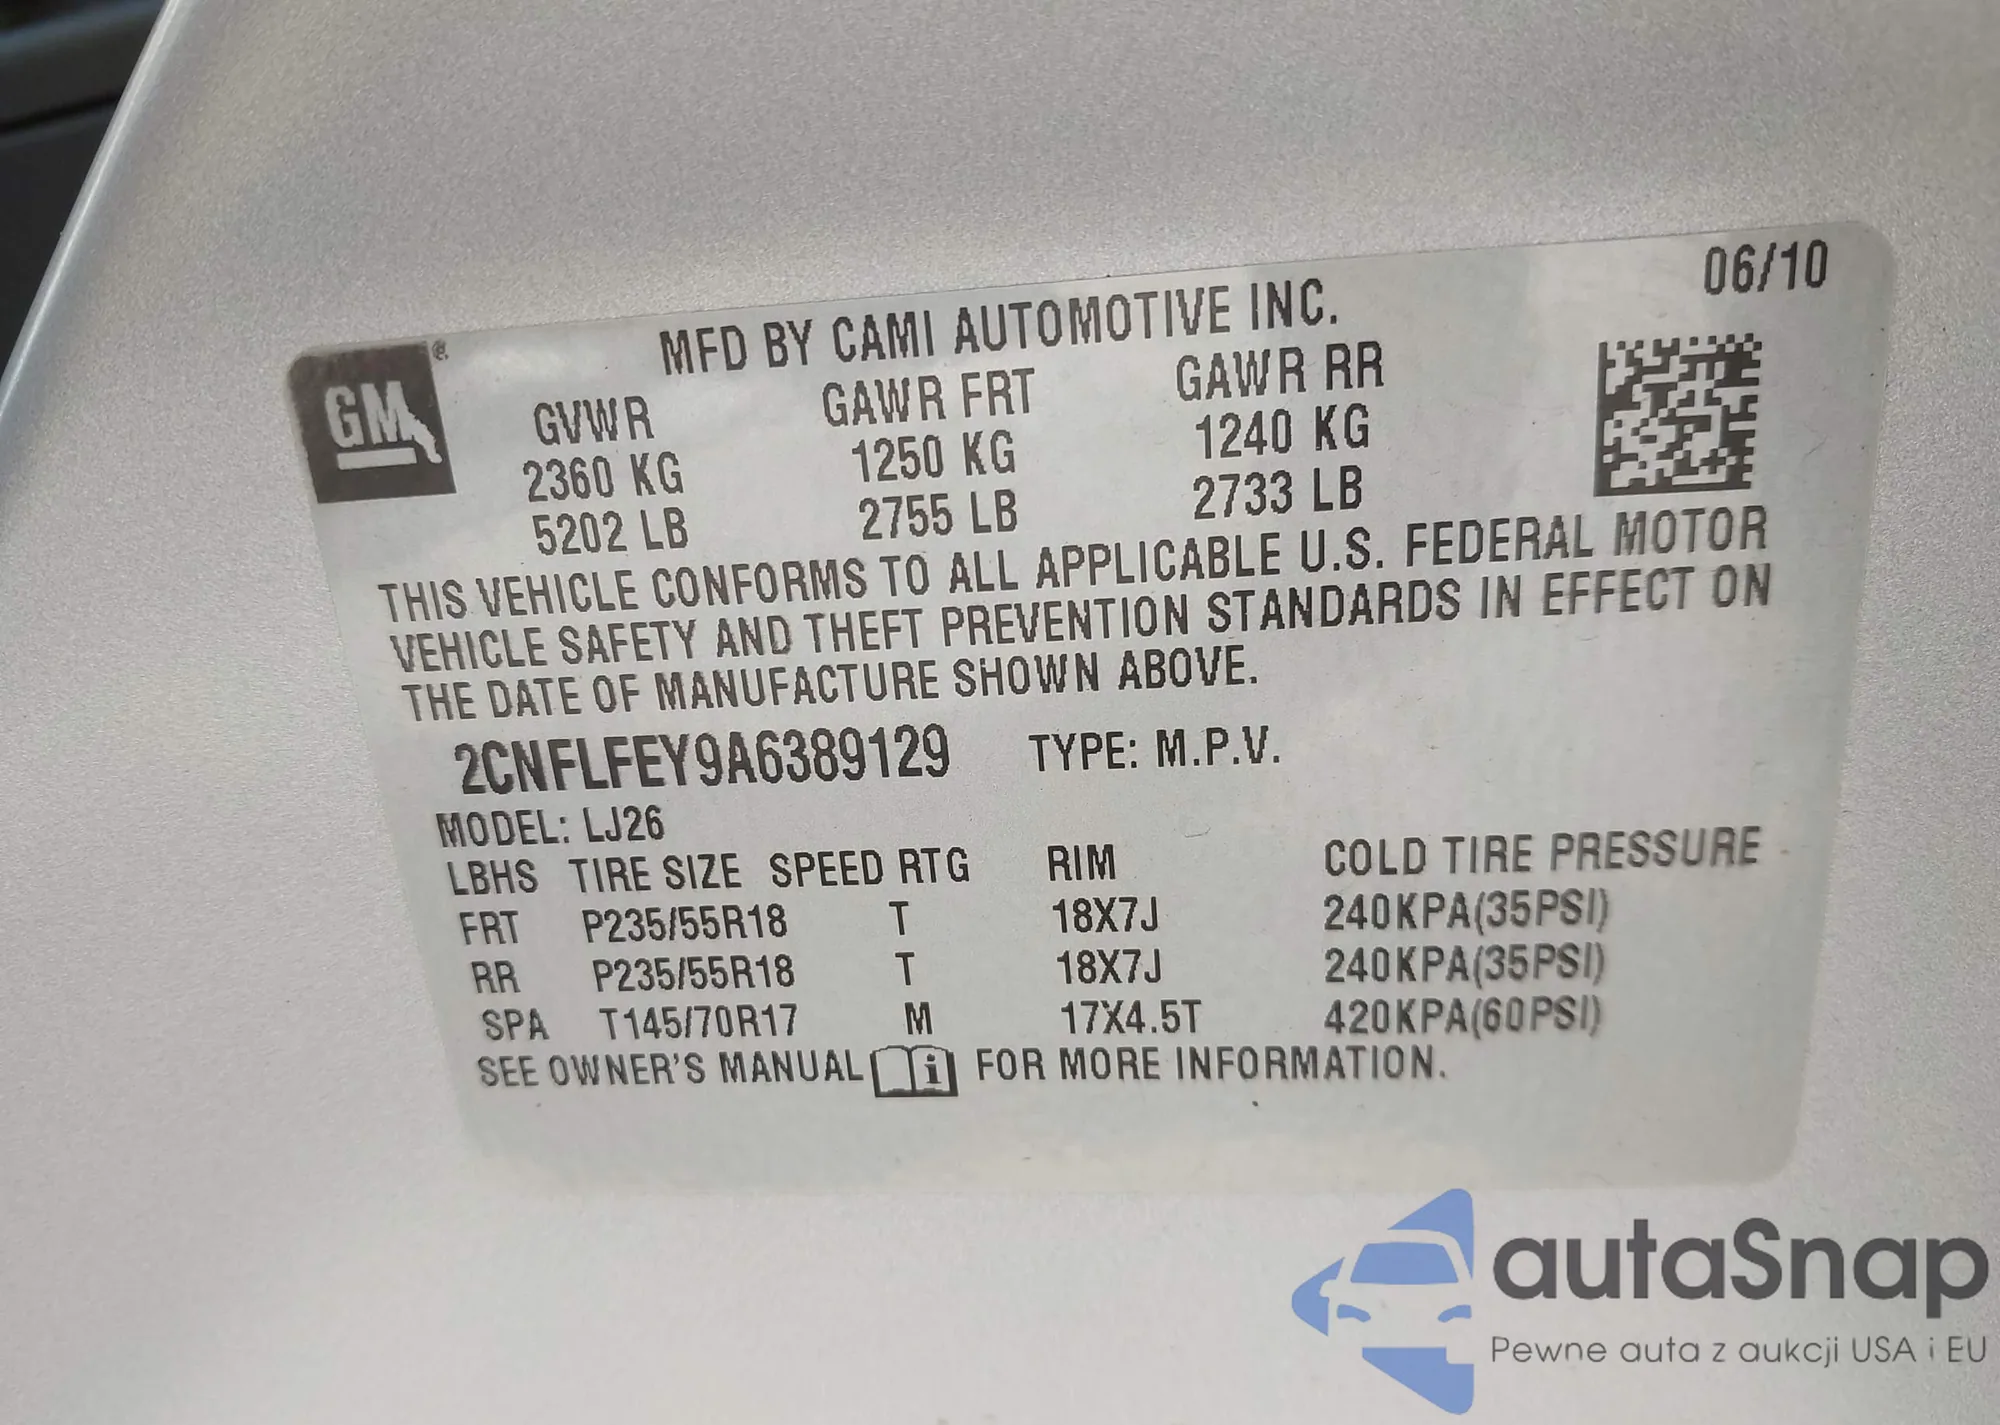 06/10
MFD BY CAMI AUTOMOTIVE INC.
GM®
GVWR GAWR FRT GAWR RR
2360 KG 1250 KG 1240 KG
5202 LB 2755 LB 2733 LB
THIS VEHICLE CONFORMS TO ALL APPLICABLE U.S. FEDERAL MOTOR
VEHICLE SAFETY AND THEFT PREVENTION STANDARDS IN EFFECT ON
THE DATE OF MANUFACTURE SHOWN ABOVE.
2CNFLFEY9A6389129 TYPE: M.P.V.
MODEL: LJ26
LBHS TIRE SIZE SPEED RTG RIM COLD TIRE PRESSURE
FRT P235/55R18 T 18X7J 240KPA(35PSI)
RR P235/55R18 T 18X7J 240KPA(35PSI)
SPA T145/70R17 M 17X4.5T 420KPA(60PSI)
SEE OWNER'S MANUAL i FOR MORE INFORMATION.
autaSnap
Pewne auta z aukcji USA i EU